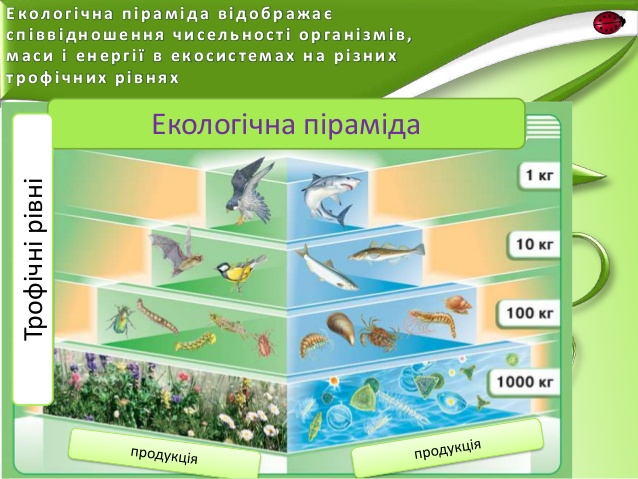 Екологічна піраміда відображає
співвідношення чисельності організмів,
маси і енергії в екосистемах на різних
трофічних рівнях
Екологічна піраміда
Трофічні рівні
1 кг
10 кг
100 кг
1000 кг
продукція
продукція